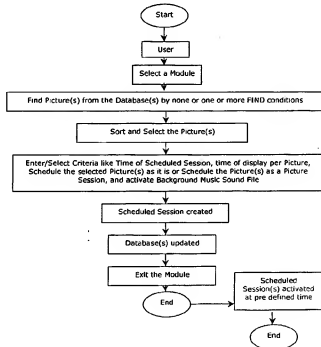 Start
User
Select a Module
Find Picture(s) from the Database(s) by none or one or more FIND conditions
Sort and Select the Picture(s)
Enter/Select Criteria like Time of Scheduled Session, time of display per Picture,
Schedule the selected Picture(s) as it is or Schedule the Picture(s) as a Picture
Session, and activate Background Music Sound File
Scheduled Session created
Database(s) updated
Exit the Module
End
Scheduled
Session(s) activated
at pre defined time
End